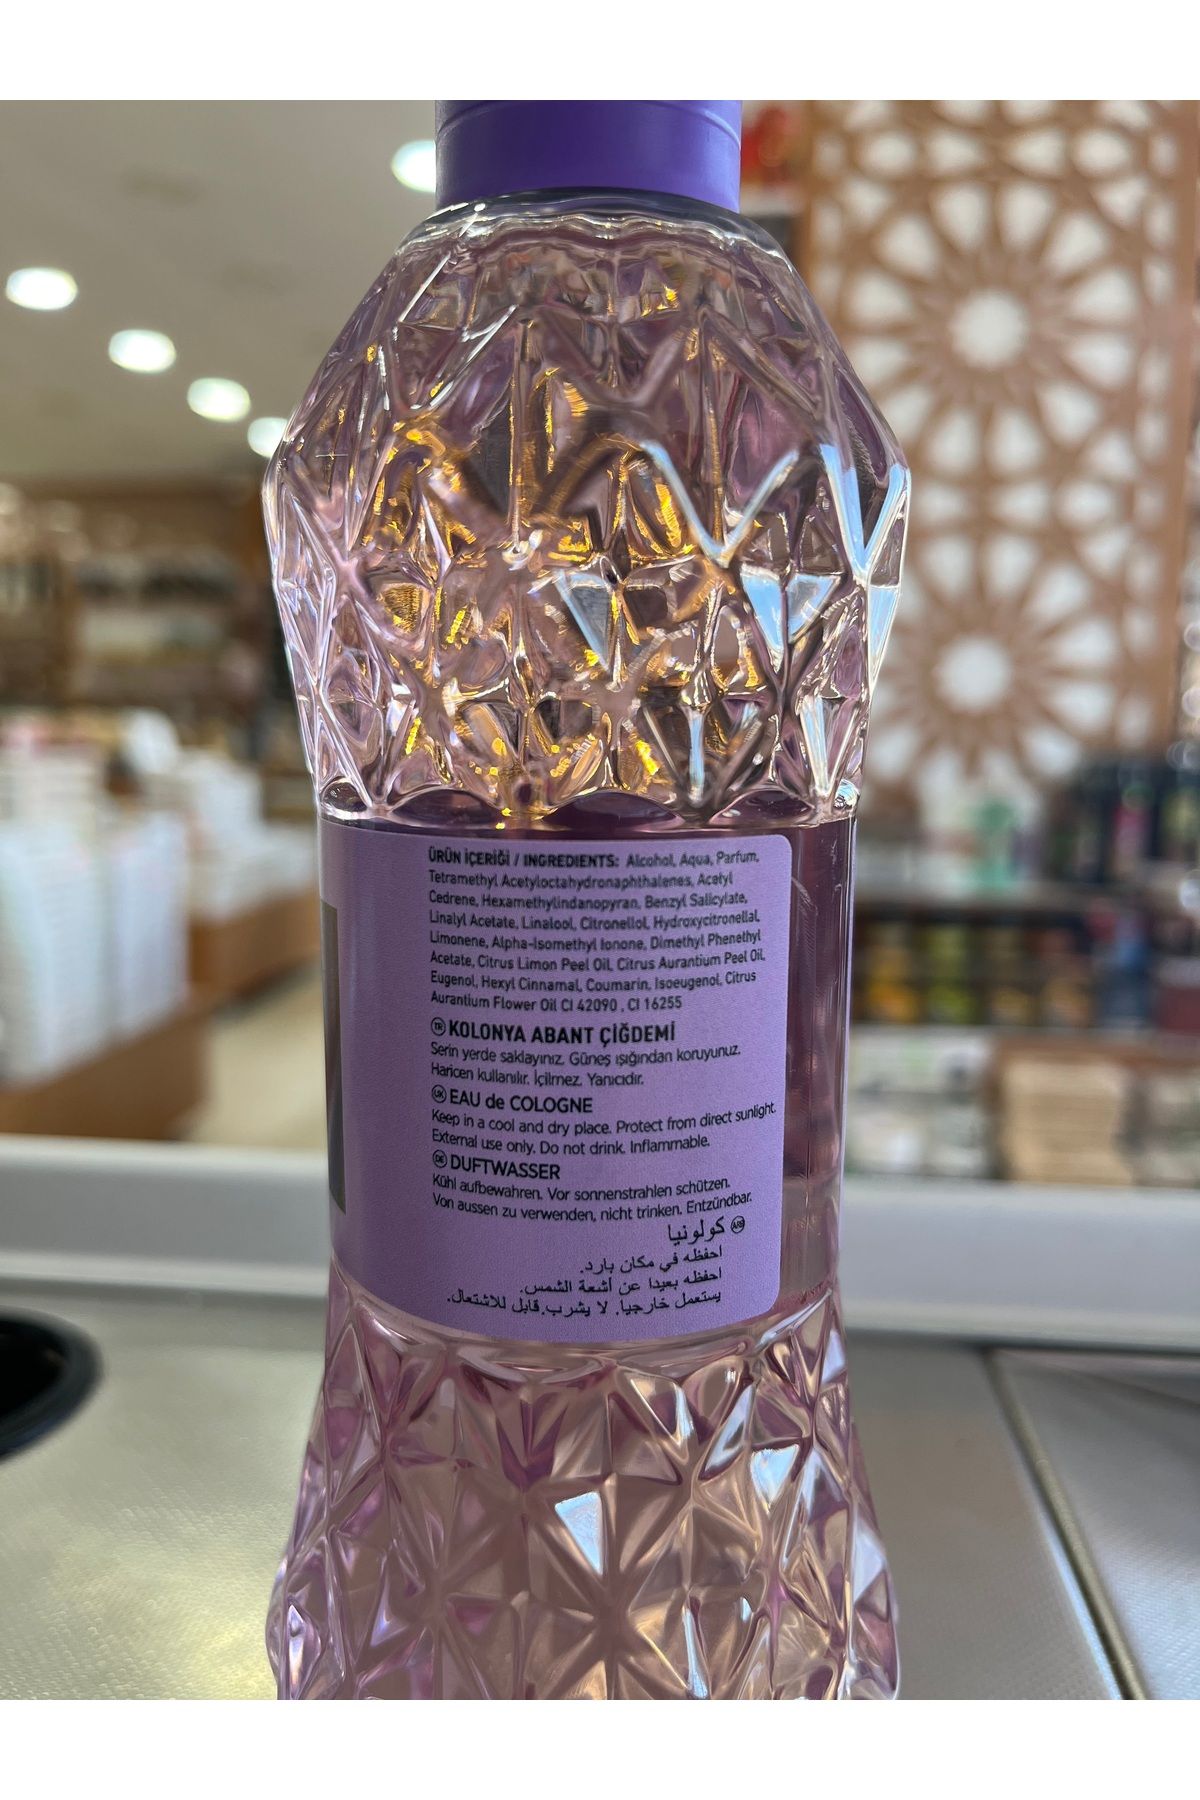 ÜRÜN İÇERİĞİ / INGREDIENTS: Alcohol, Aqua, Parfum,
Tetramethyl Acetyloctahydronaphthalenes, Acetyl
Cedrene, Hexamethylindanopyran, Benzyl Salicylate,
Linalyl Acetate, Linalool, Citronellol, Hydroxycitronellal,
Limonene, Alpha-Isomethyl Ionone, Dimethyl Phenethyl
Acetate, Citrus Limon Peel Oil, Citrus Aurantium Peel Oil,
Eugenol, Hexyl Cinnamal, Coumarin, Isoeugenol, Citrus
Aurantium Flower Oil CI 42090 , CI 16255
TR KOLONYA ABANT ÇİĞDEMİ
Serin yerde saklayınız. Güneş ışığından koruyunuz.
Haricen kullanılır. İçilmez. Yanıcıdır.
UK EAU de COLOGNE
Keep in a cool and dry place. Protect from direct sunlight.
External use only. Do not drink. Inflammable.
DE DUFTWASSER
Kühl aufbewahren. Vor sonnenstrahlen schützen.
Von aussen zu verwenden, nicht trinken. Entzündbar.
ARB كولونيا
احفظه في مكان بارد.
احفظه بعيدا عن أشعة الشمس.
يستعمل خارجيا. لا يشرب.قابل للاشتعال.